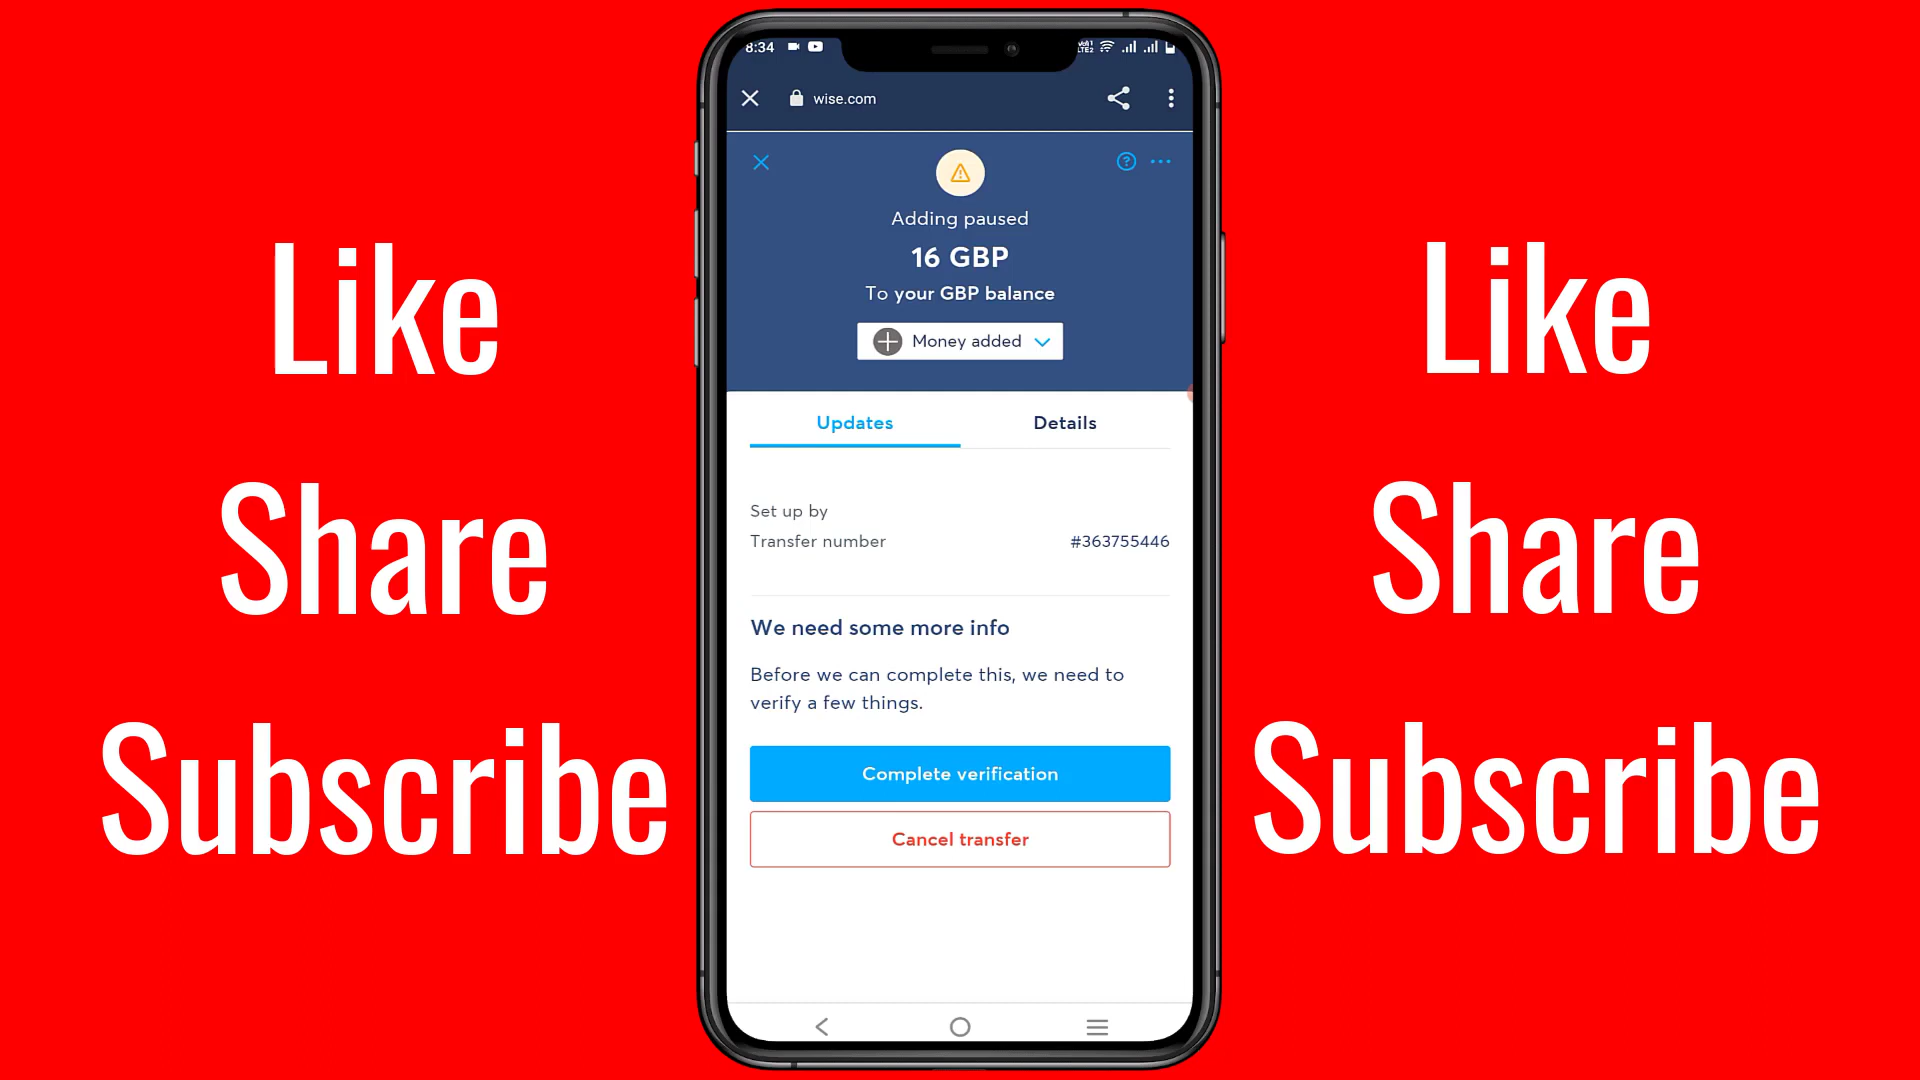 Like
Share
Subscribe
8:34
wise.com
Adding paused
16 GBP
To your GBP balance
Money added
Updates Details
Set up by
Transfer number #363755446
We need some more info
Before we can complete this, we need to
verify a few things.
Complete verification
Cancel transfer
Like
Share
Subscribe